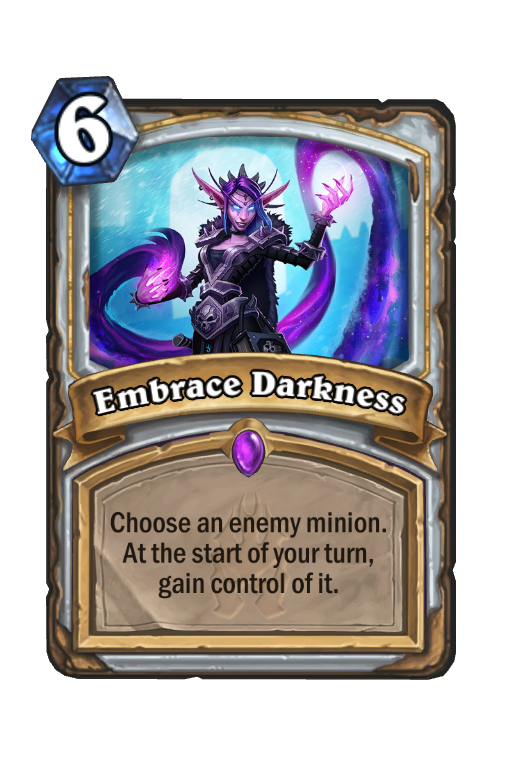 6
Embrace Darkness
Choose an enemy minion.
At the start of your turn,
gain control of it.